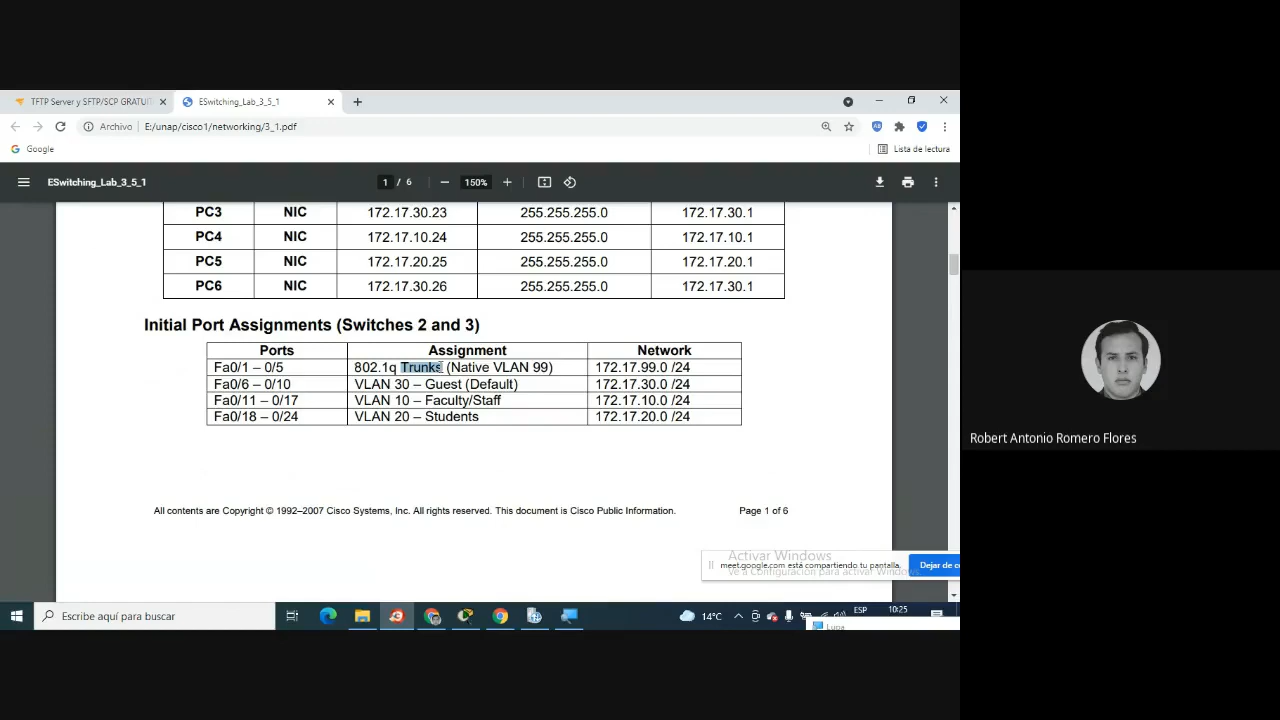 TFTP Server y SFTP/SCP GRATUIT
ESwitching_Lab_3_5_1
Archivo
E:/unap/cisco1/networking/3_1.pdf
Google
Lista de lectura
ESwitching_Lab_3_5_1
1 / 6
150%
PC3 NIC 172.17.30.23 255.255.255.0 172.17.30.1
PC4 NIC 172.17.10.24 255.255.255.0 172.17.10.1
PC5 NIC 172.17.20.25 255.255.255.0 172.17.20.1
PC6 NIC 172.17.30.26 255.255.255.0 172.17.30.1
Initial Port Assignments (Switches 2 and 3)
Ports Assignment Network
Fa0/1 – 0/5 802.1q Trunks (Native VLAN 99) 172.17.99.0 /24
Fa0/6 – 0/10 VLAN 30 – Guest (Default) 172.17.30.0 /24
Fa0/11 – 0/17 VLAN 10 – Faculty/Staff 172.17.10.0 /24
Fa0/18 – 0/24 VLAN 20 – Students 172.17.20.0 /24
Robert Antonio Romero Flores
All contents are Copyright © 1992–2007 Cisco Systems, Inc. All rights reserved. This document is Cisco Public Information. Page 1 of 6
Activar Windows
meet.google.com está compartiendo tu pantalla.
Dejar de co
Ve a Configuración para activar Windows.
Escribe aquí para buscar
14°C
ESP
10:25